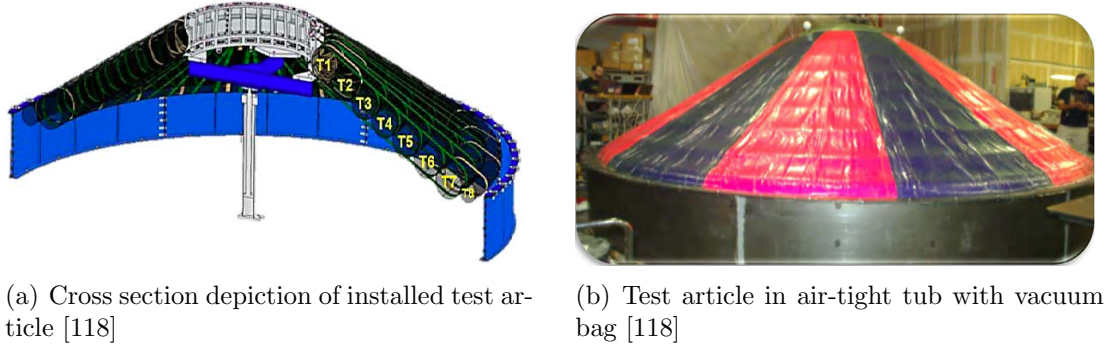 T1
T2
T3
T4
T5
T6
T7
T8
(a) Cross section depiction of installed test ar-
ticle [118]
(b) Test article in air-tight tub with vacuum
bag [118]